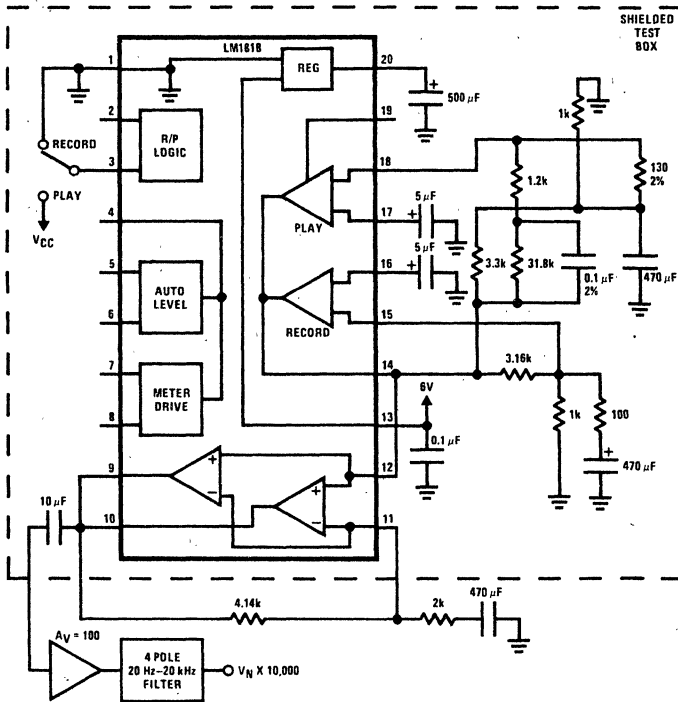 SHIELDED
TEST
BOX
LM1818
1
REG
20
500 µF
+
2
R/P
LOGIC
19
1k
RECORD
3
18
130
2%
PLAY
VCC
4
5 µF
+
17
1.2k
PLAY
5
AUTO
LEVEL
5 µF
+
16
3.3k
31.8k
0.1 µF
2%
470 µF
6
RECORD
15
7
METER
DRIVE
14
3.16k
6V
8
13
0.1 µF
1k
100
+
470 µF
9
+
−
12
10 µF
10
+
−
11
4.14k
2k
470 µF
AV = 100
4 POLE
20 Hz–20 kHz
FILTER
VN X 10,000